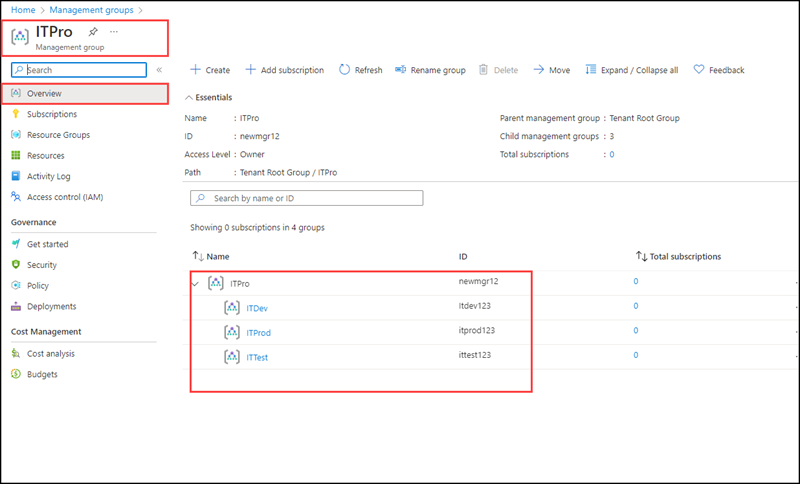 Home > Management groups >
ITPro
Management group
Search
Overview
Subscriptions
Resource Groups
Resources
Activity Log
Access control (IAM)
Governance
Get started
Security
Policy
Deployments
Cost Management
Cost analysis
Budgets
Create Add subscription Refresh Rename group Delete Move Expand / Collapse all Feedback
Essentials
Name : ITPro Parent management group : Tenant Root Group
ID : newmgr12 Child management groups : 3
Access Level : Owner Total subscriptions : 0
Path : Tenant Root Group / ITPro
Search by name or ID
Showing 0 subscriptions in 4 groups
Name ID Total subscriptions
ITPro newmgr12 0
ITDev Itdev123 0
ITProd itprod123 0
ITTest ittest123 0